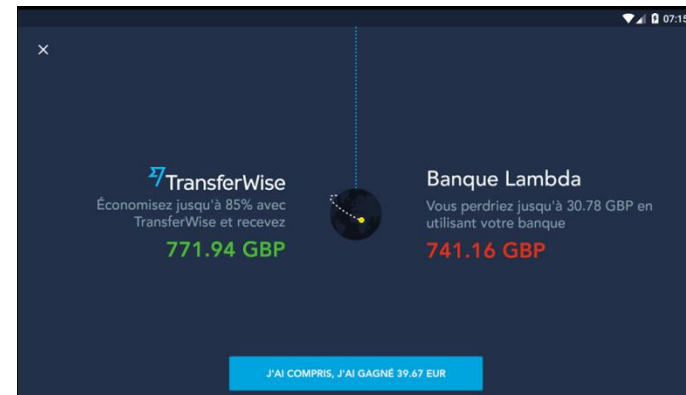 07:15
×
TransferWise
Économisez jusqu'à 85% avec
TransferWise et recevez
771.94 GBP
Banque Lambda
Vous perdriez jusqu'à 30.78 GBP en
utilisant votre banque
741.16 GBP
J'AI COMPRIS, J'AI GAGNÉ 39.67 EUR